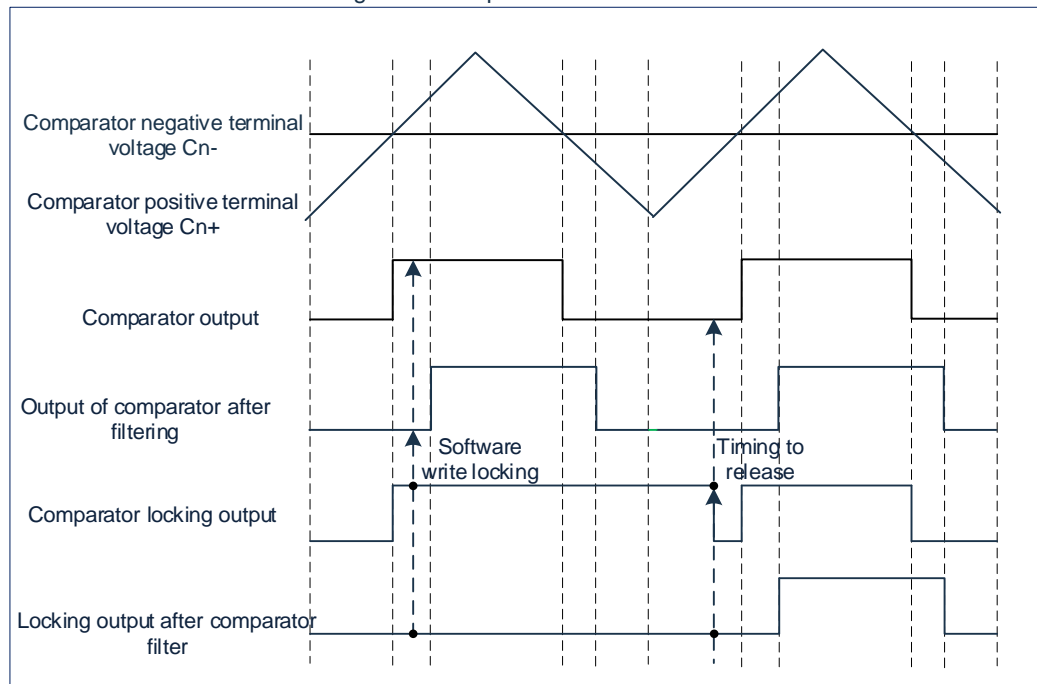 Comparator negative terminal
voltage Cn-
Comparator positive terminal
voltage Cn+
Comparator output
Output of comparator after
filtering
Software
write locking
Timing to
release
Comparator locking output
Locking output after comparator
filter